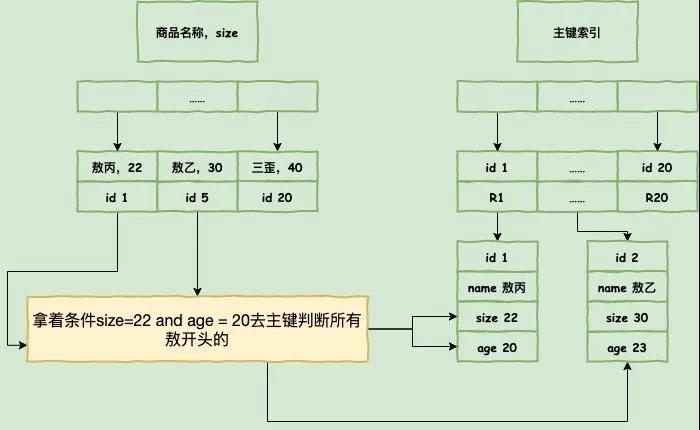 商品名称，size
主键索引
......
......
敖丙，22
敖乙，30
三歪，40
id 1
......
id 20
id 1
id 5
id 20
R1
......
R20
id 1
id 2
name 敖丙
name 敖乙
拿着条件size=22 and age = 20去主键判断所有
敖开头的
size 22
size 30
age 20
age 23